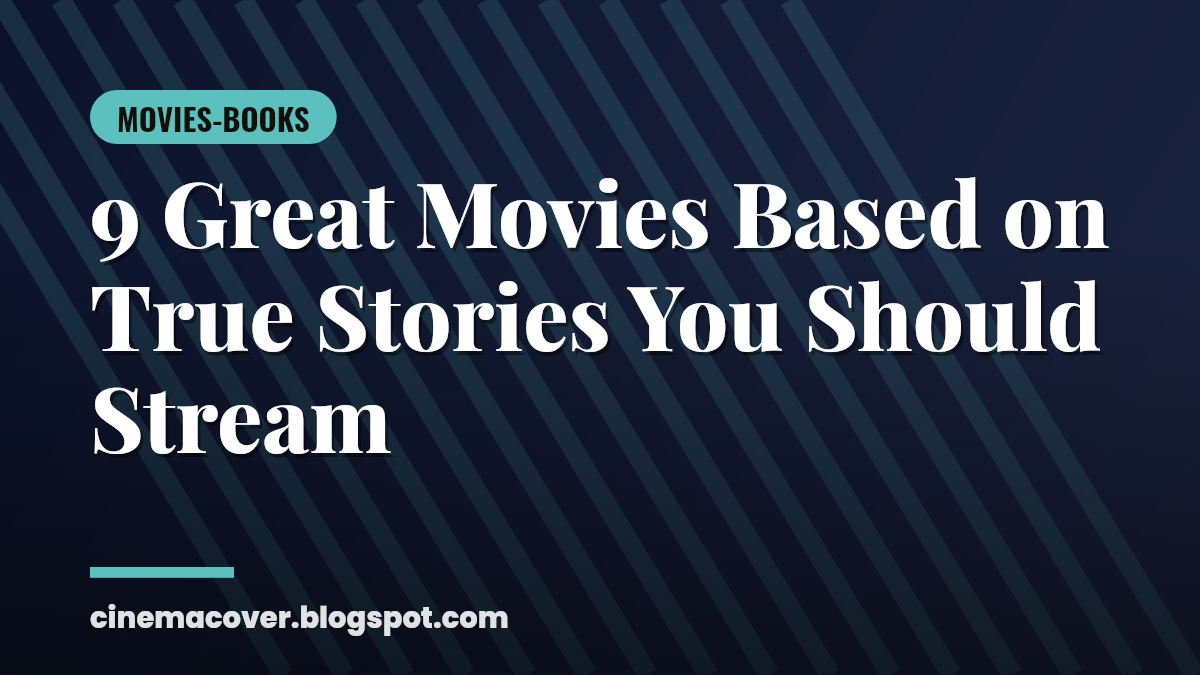 MOVIES-BOOKS
9 Great Movies Based on
True Stories You Should
Stream
cinemacover.blogspot.com